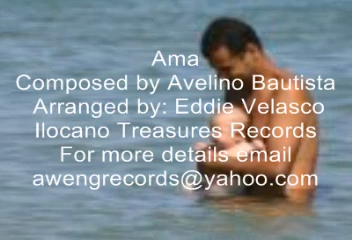 Ama
Composed by Avelino Bautista
Arranged by: Eddie Velasco
Ilocano Treasures Records
For more details email
awengrecords@yahoo.com